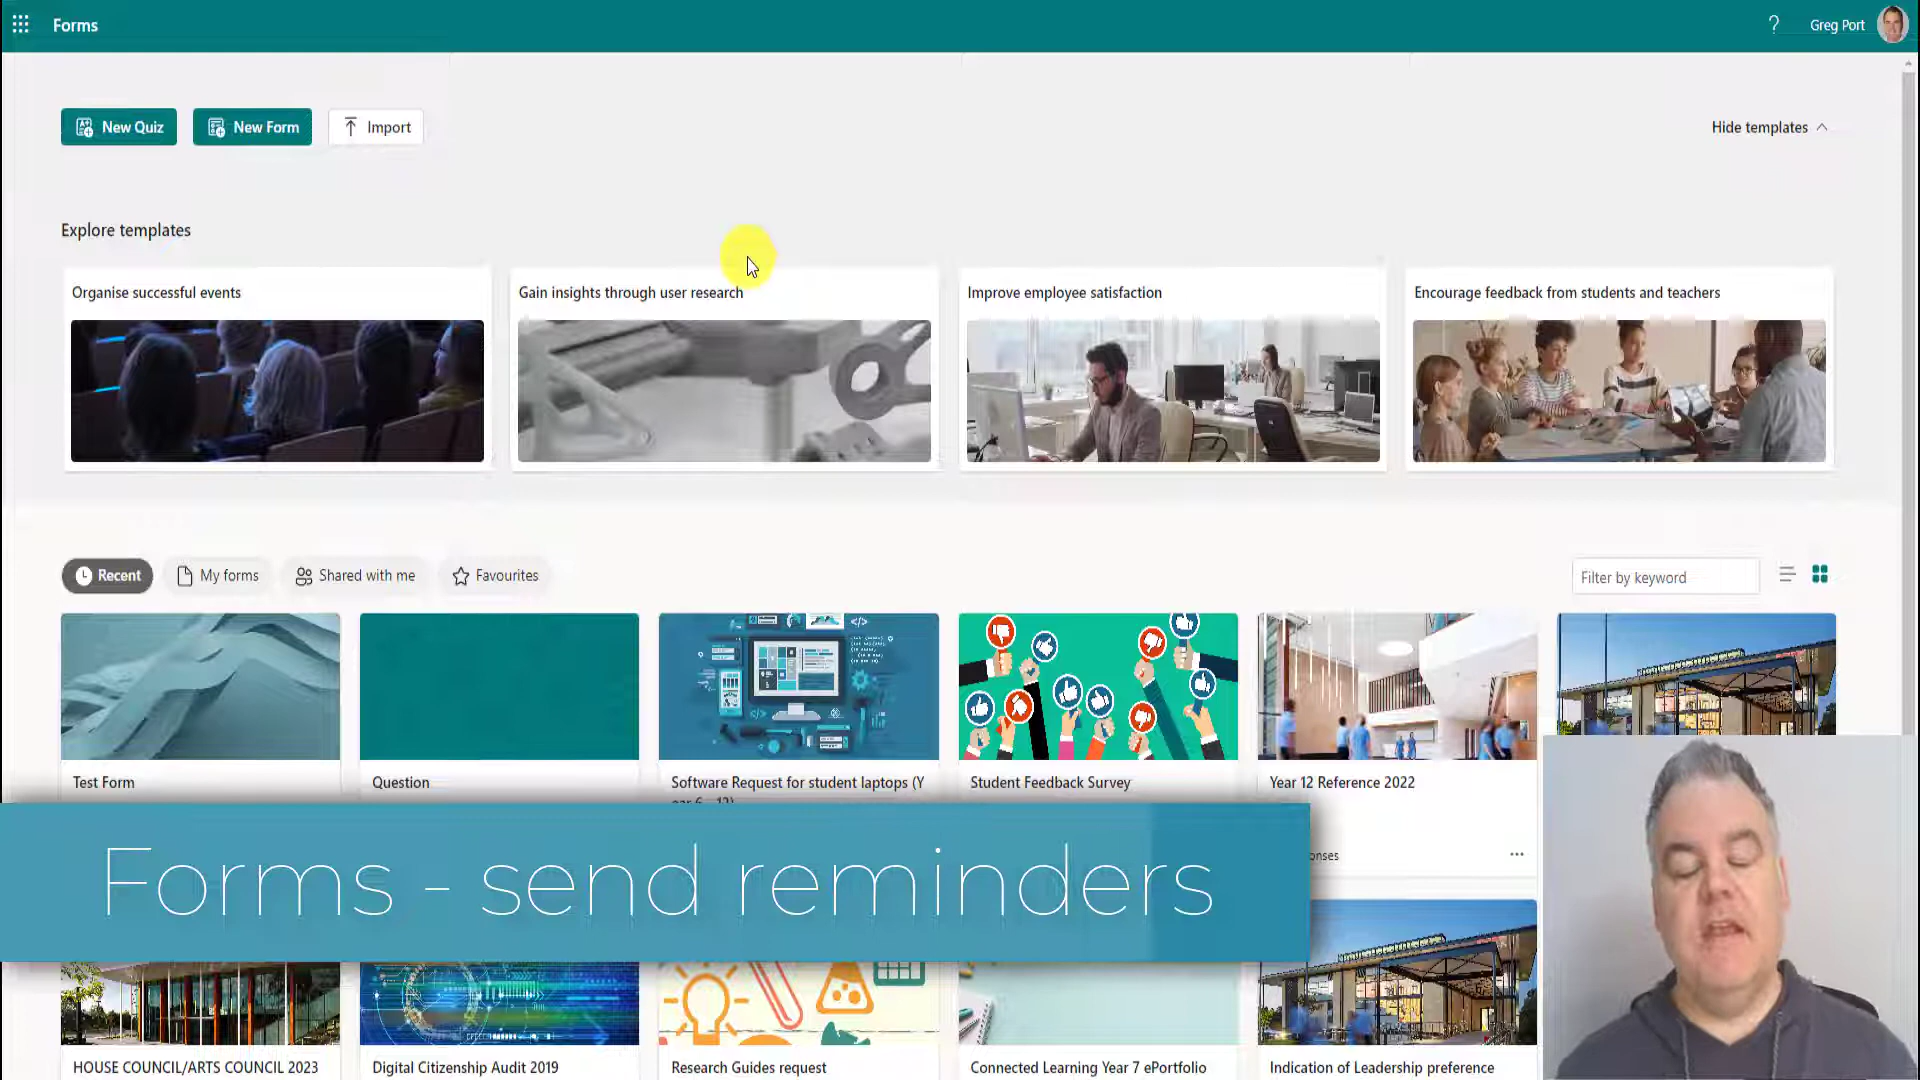 Forms
?
Greg Port
New Quiz
New Form
Import
Hide templates
Explore templates
Organise successful events
Gain insights through user research
Improve employee satisfaction
Encourage feedback from students and teachers
Recent
My forms
Shared with me
Favourites
Filter by keyword
Test Form
Question
Software Request for student laptops (Y
Student Feedback Survey
Year 12 Reference 2022
Forms - send reminders
HOUSE COUNCIL/ARTS COUNCIL 2023
Digital Citizenship Audit 2019
Research Guides request
Connected Learning Year 7 ePortfolio
Indication of Leadership preference